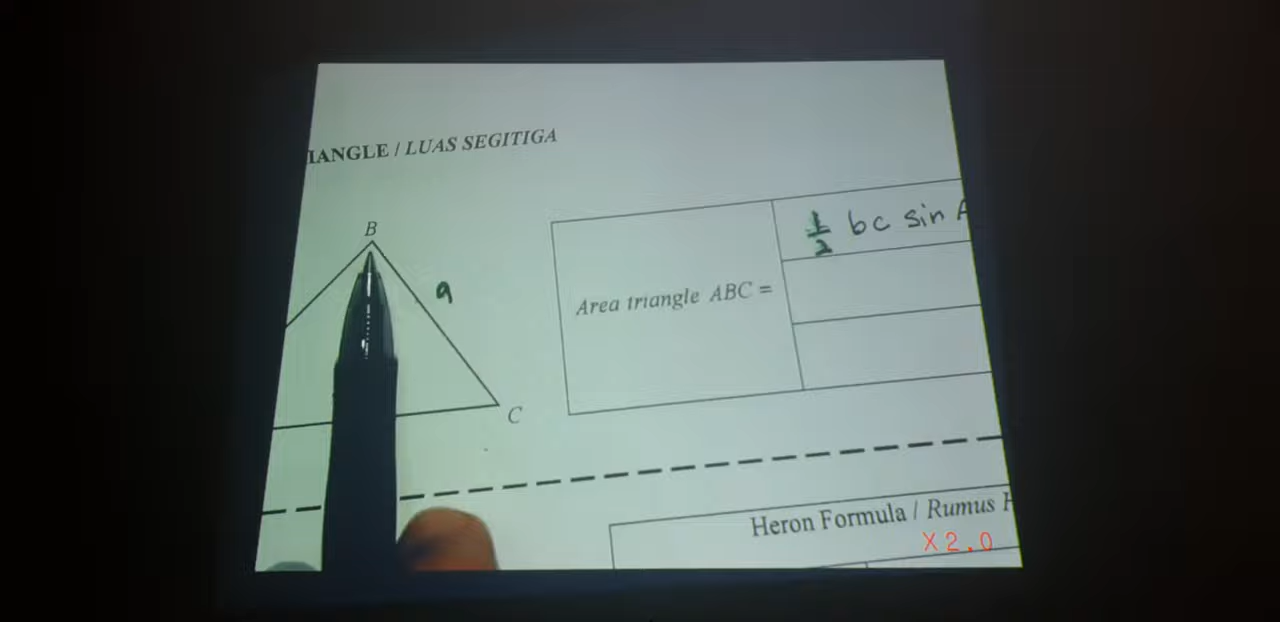 IANGLE / LUAS SEGITIGA
B
a
C
Area triangle ABC =
1/2 bc sin A
Heron Formula / Rumus H
X2.0